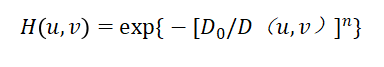 H(u,v) = exp{ − [D₀/D （u,v）]ⁿ}